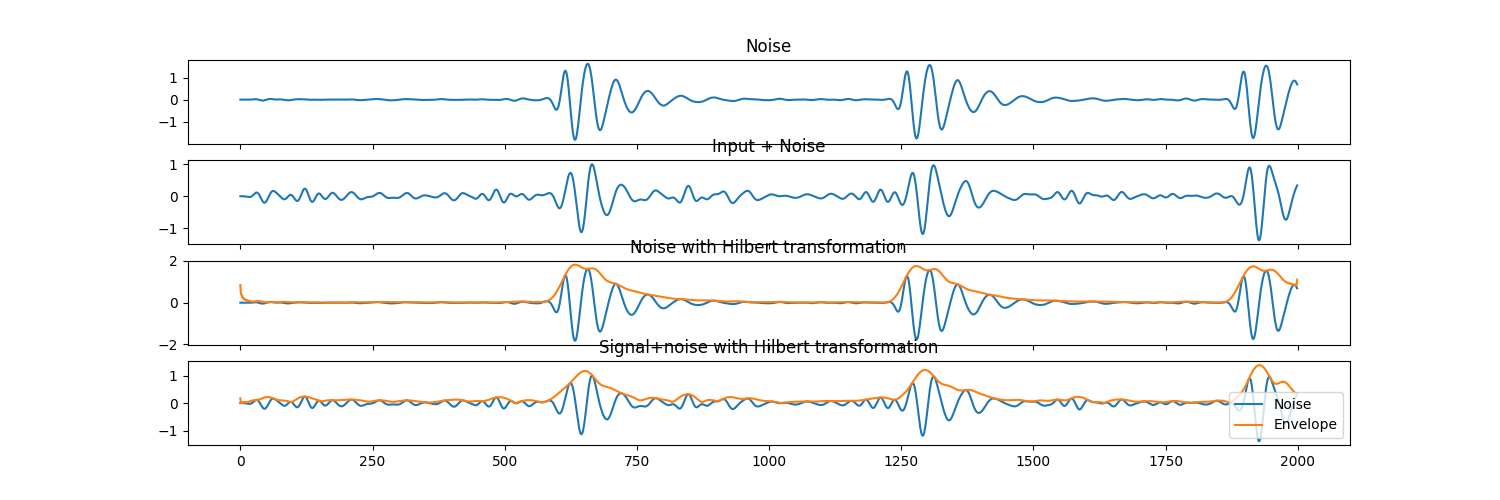 Noise
1
0
−1
Input + Noise
1
0
−1
Noise with Hilbert transformation
2
0
−2
Signal+noise with Hilbert transformation
1
0
−1
Noise
Envelope
0 250 500 750 1000 1250 1500 1750 2000